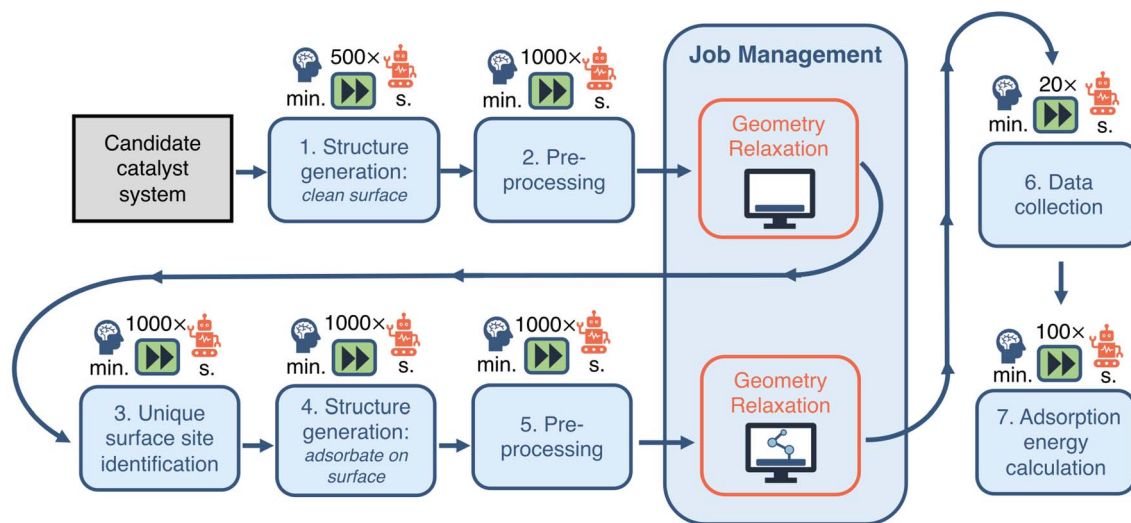 Candidate
catalyst
system
500×
min.
s.
1. Structure
generation:
clean surface
1000×
min.
s.
2. Pre-
processing
Job Management
Geometry
Relaxation
1000×
min.
s.
3. Unique
surface site
identification
1000×
min.
s.
4. Structure
generation:
adsorbate on
surface
1000×
min.
s.
5. Pre-
processing
Geometry
Relaxation
20×
min.
s.
6. Data
collection
100×
min.
s.
7. Adsorption
energy
calculation